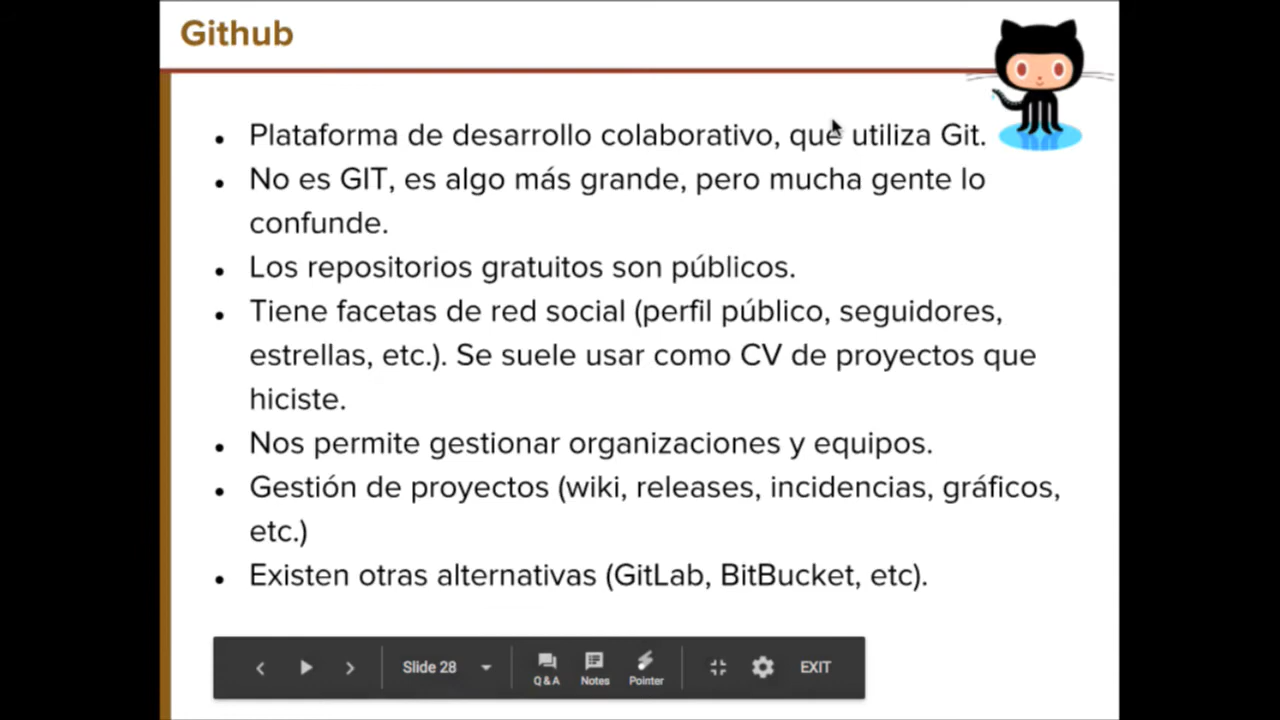 Github
• Plataforma de desarrollo colaborativo, que utiliza Git.
• No es GIT, es algo más grande, pero mucha gente lo
confunde.
• Los repositorios gratuitos son públicos.
• Tiene facetas de red social (perfil público, seguidores,
estrellas, etc.). Se suele usar como CV de proyectos que
hiciste.
• Nos permite gestionar organizaciones y equipos.
• Gestión de proyectos (wiki, releases, incidencias, gráficos,
etc.)
• Existen otras alternativas (GitLab, BitBucket, etc).
Slide 28 Q & A Notes Pointer EXIT